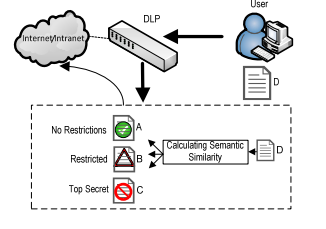 User
DLP
Internet/Intranet
D
No Restrictions
A
Restricted
B
Calculating Semantic
Similarity
D
Top Secret
C